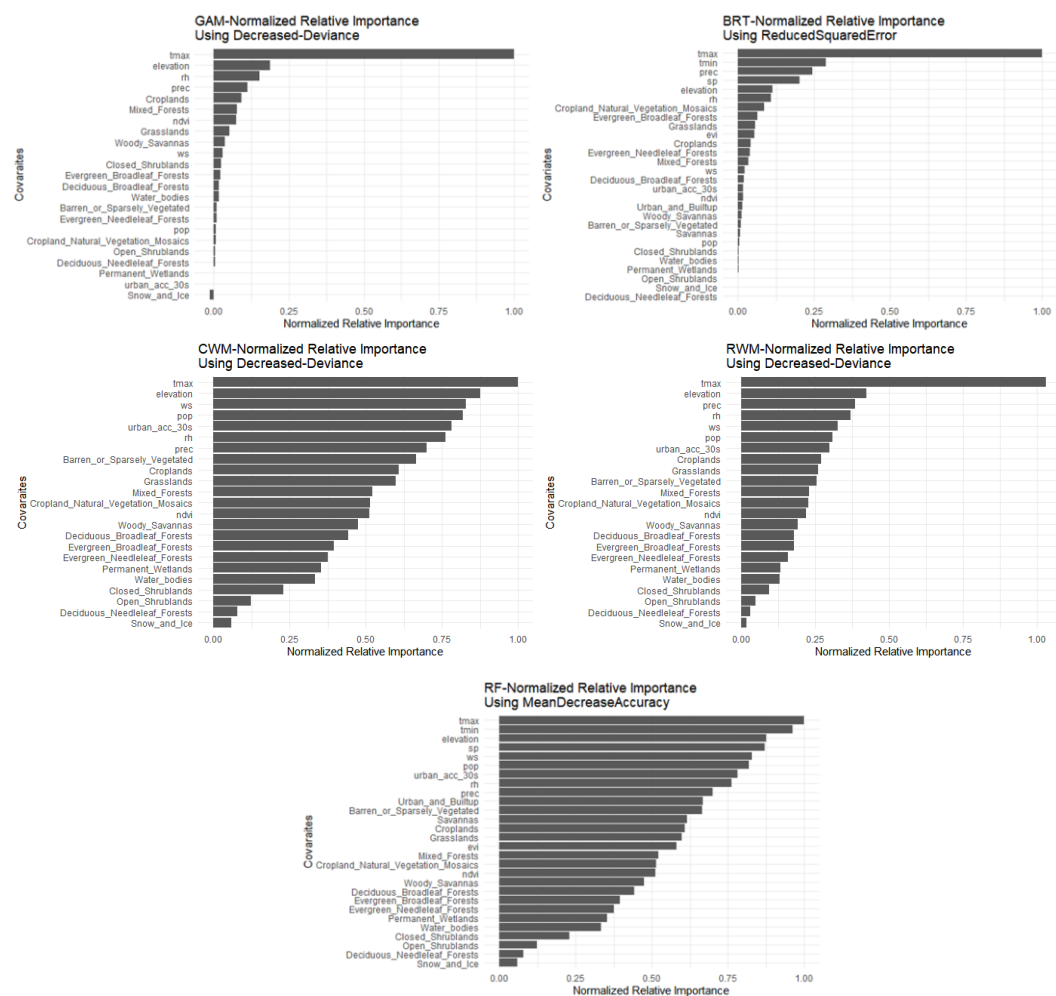 GAM-Normalized Relative Importance
Using Decreased-Deviance
Covaraites
tmax
elevation
rh
prec
Croplands
Mixed_Forests
ndvi
Grasslands
Woody_Savannas
ws
Closed_Shrublands
Evergreen_Broadleaf_Forests
Deciduous_Broadleaf_Forests
Water_bodies
Barren_or_Sparsely_Vegetated
Evergreen_Needleleaf_Forests
pop
Cropland_Natural_Vegetation_Mosaics
Open_Shrublands
Deciduous_Needleleaf_Forests
Permanent_Wetlands
urban_acc_30s
Snow_and_Ice
0.00 0.25 0.50 0.75 1.00
Normalized Relative Importance
BRT-Normalized Relative Importance
Using ReducedSquaredError
Covariates
tmax
tmin
prec
sp
elevation
rh
Cropland_Natural_Vegetation_Mosaics
Evergreen_Broadleaf_Forests
Grasslands
evi
Croplands
Evergreen_Needleleaf_Forests
Mixed_Forests
ws
Deciduous_Broadleaf_Forests
urban_acc_30s
ndvi
Urban_and_Builtup
Woody_Savannas
Barren_or_Sparsely_Vegetated
Savannas
pop
Closed_Shrublands
Water_bodies
Permanent_Wetlands
Open_Shrublands
Snow_and_Ice
Deciduous_Needleleaf_Forests
0.00 0.25 0.50 0.75 1.00
Normalized Relative Importance
CWM-Normalized Relative Importance
Using Decreased-Deviance
Covaraites
tmax
elevation
ws
pop
urban_acc_30s
rh
prec
Barren_or_Sparsely_Vegetated
Croplands
Grasslands
Mixed_Forests
Cropland_Natural_Vegetation_Mosaics
ndvi
Woody_Savannas
Deciduous_Broadleaf_Forests
Evergreen_Broadleaf_Forests
Evergreen_Needleleaf_Forests
Permanent_Wetlands
Water_bodies
Closed_Shrublands
Open_Shrublands
Deciduous_Needleleaf_Forests
Snow_and_Ice
0.00 0.25 0.50 0.75 1.00
Normalized Relative Importance
RWM-Normalized Relative Importance
Using Decreased-Deviance
Covaraites
tmax
elevation
prec
rh
ws
pop
urban_acc_30s
Croplands
Grasslands
Barren_or_Sparsely_Vegetated
Mixed_Forests
Cropland_Natural_Vegetation_Mosaics
ndvi
Woody_Savannas
Deciduous_Broadleaf_Forests
Evergreen_Broadleaf_Forests
Evergreen_Needleleaf_Forests
Permanent_Wetlands
Water_bodies
Closed_Shrublands
Open_Shrublands
Deciduous_Needleleaf_Forests
Snow_and_Ice
0.00 0.25 0.50 0.75 1.00
Normalized Relative Importance
RF-Normalized Relative Importance
Using MeanDecreaseAccuracy
Covaraites
tmax
tmin
elevation
sp
ws
pop
urban_acc_30s
rh
prec
Urban_and_Builtup
Barren_or_Sparsely_Vegetated
Savannas
Croplands
Grasslands
evi
Mixed_Forests
Cropland_Natural_Vegetation_Mosaics
ndvi
Woody_Savannas
Deciduous_Broadleaf_Forests
Evergreen_Broadleaf_Forests
Evergreen_Needleleaf_Forests
Permanent_Wetlands
Water_bodies
Closed_Shrublands
Open_Shrublands
Deciduous_Needleleaf_Forests
Snow_and_Ice
0.00 0.25 0.50 0.75 1.00
Normalized Relative Importance